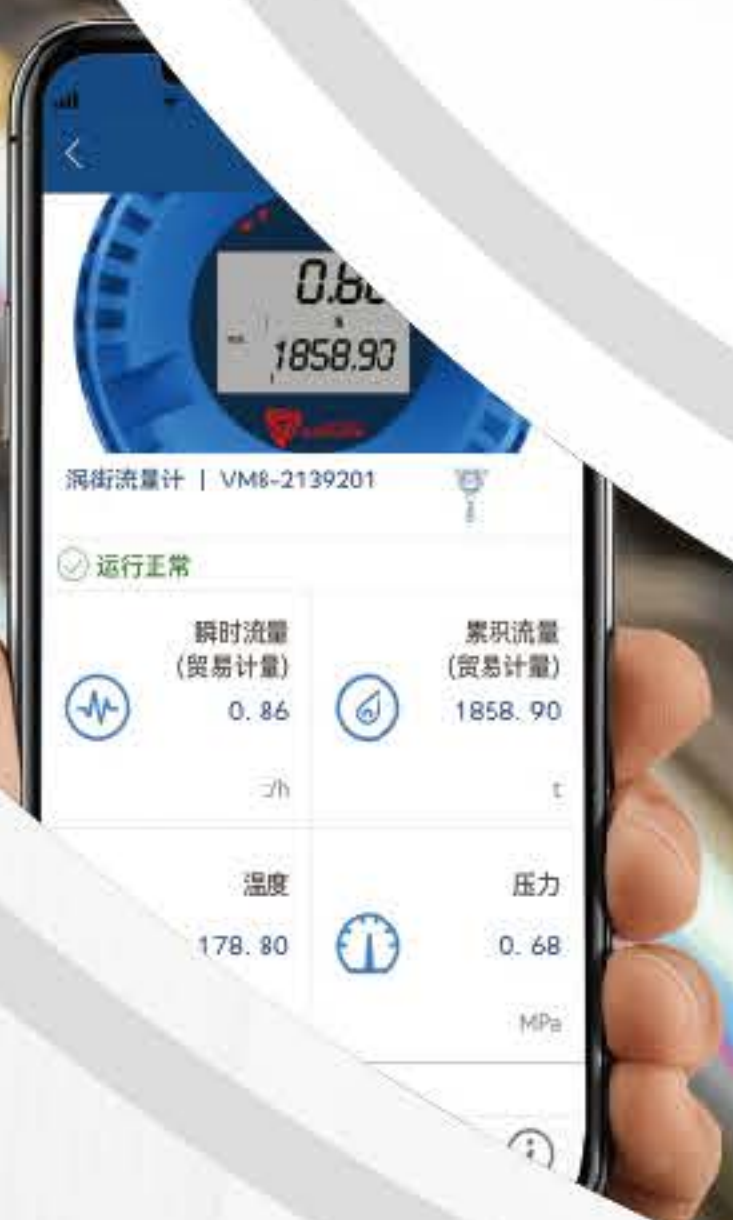 0.86
1858.90
涡街流量计 | VM8-2139201
运行正常
瞬时流量
(贸易计量)
0.86
/h
累积流量
(贸易计量)
1858.90
t
温度
178.80
压力
0.68
MPa